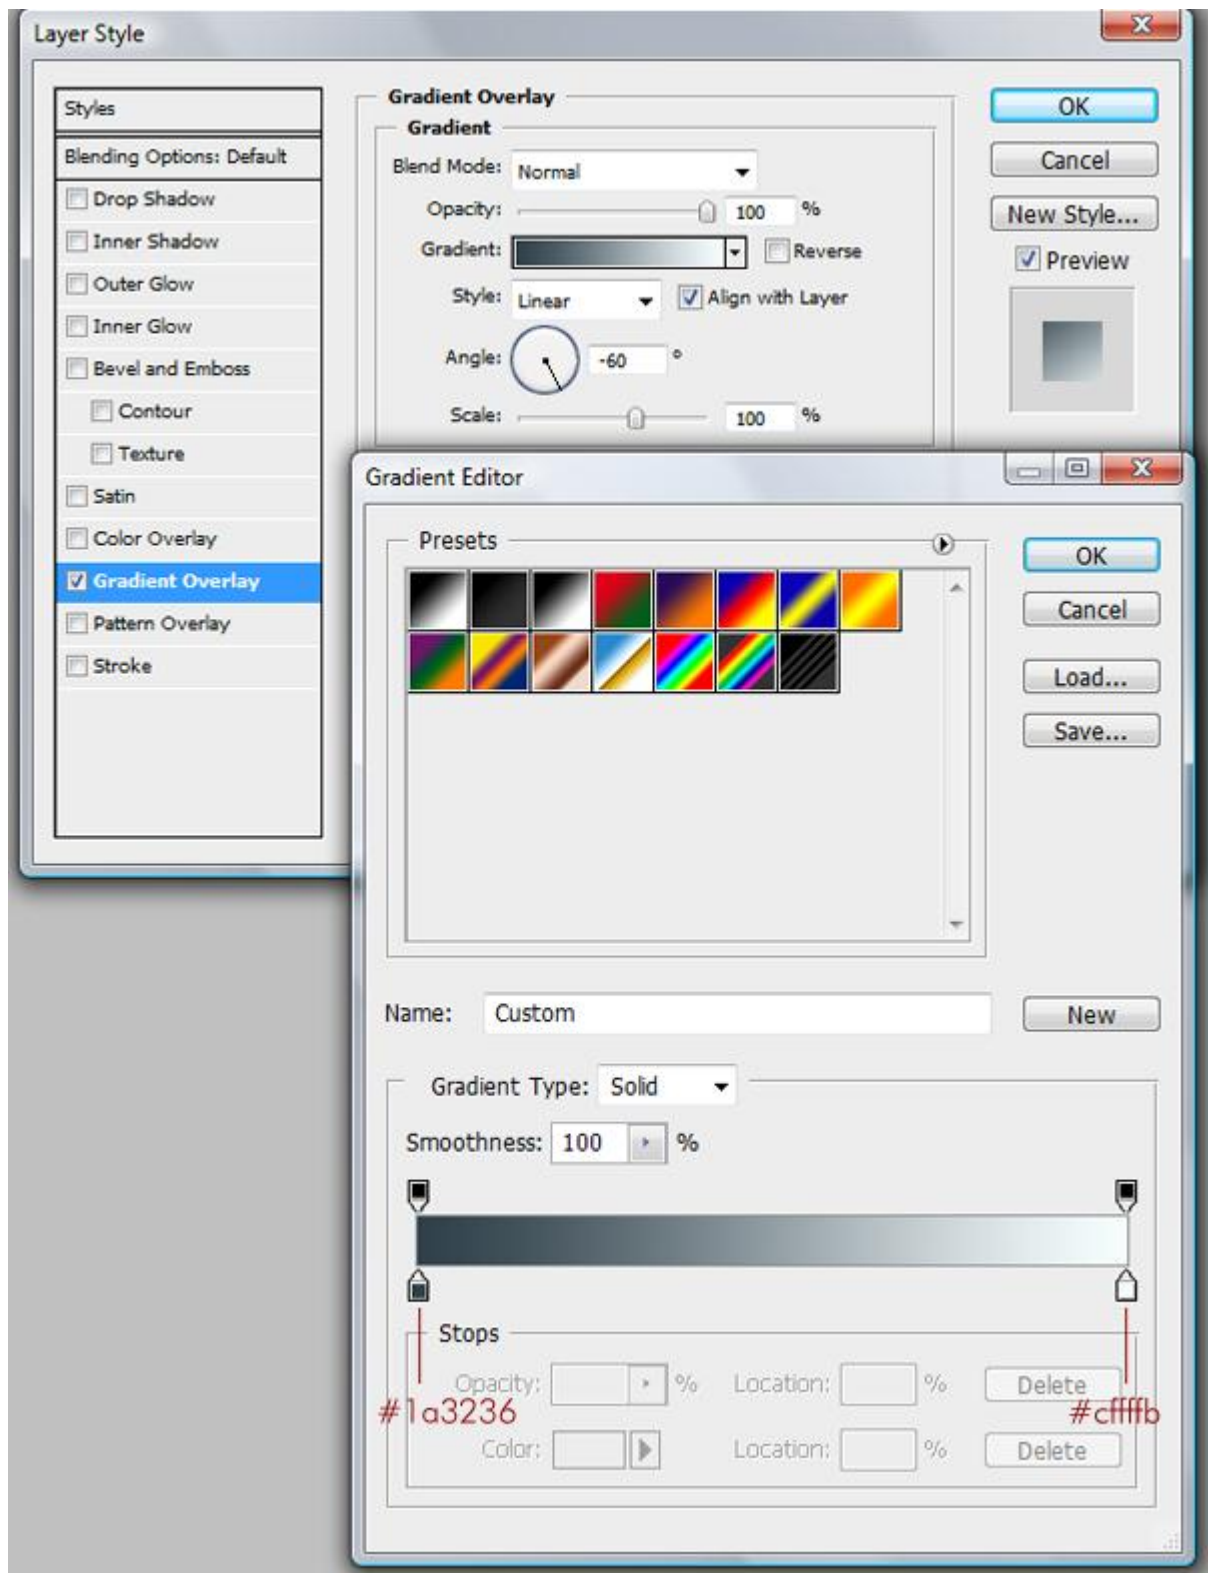 Layer Style
Styles
Blending Options: Default
Drop Shadow
Inner Shadow
Outer Glow
Inner Glow
Bevel and Emboss
Contour
Texture
Satin
Color Overlay
Gradient Overlay
Pattern Overlay
Stroke
Gradient Overlay
Gradient
Blend Mode: Normal
Opacity: 100 %
Gradient: Reverse
Style: Linear Align with Layer
Angle: -60 °
Scale: 100 %
OK
Cancel
New Style...
Preview
Gradient Editor
Presets
OK
Cancel
Load...
Save...
Name: Custom New
Gradient Type: Solid
Smoothness: 100 %
Stops
Opacity: % Location: % Delete
#1a3236 #cffffb
Color: Location: % Delete